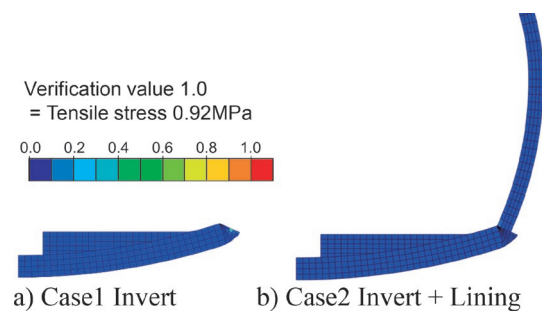 Verification value 1.0
= Tensile stress 0.92MPa
0.0 0.2 0.4 0.6 0.8 1.0
a) Case1 Invert
b) Case2 Invert + Lining